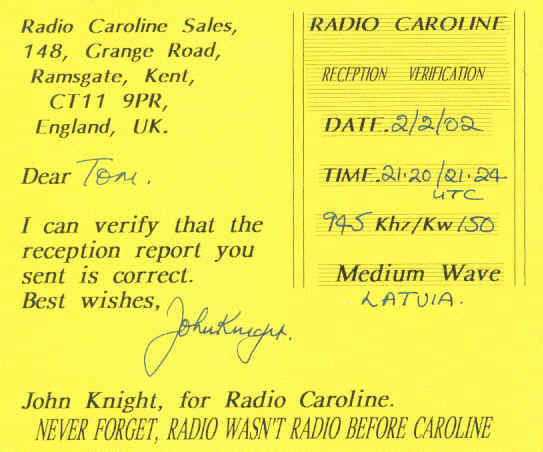 Radio Caroline Sales,
148, Grange Road,
Ramsgate, Kent,
CT11 9PR,
England, UK.
Dear Tom.
I can verify that the
reception report you
sent is correct.
Best wishes,
John Knight.
John Knight, for Radio Caroline.
NEVER FORGET, RADIO WASN'T RADIO BEFORE CAROLINE
RADIO CAROLINE
RECEPTION VERIFICATION
DATE. 2/2/02
TIME. 21·20/21·24
UTC
945 Khz/Kw 150
Medium Wave
LATVIA.